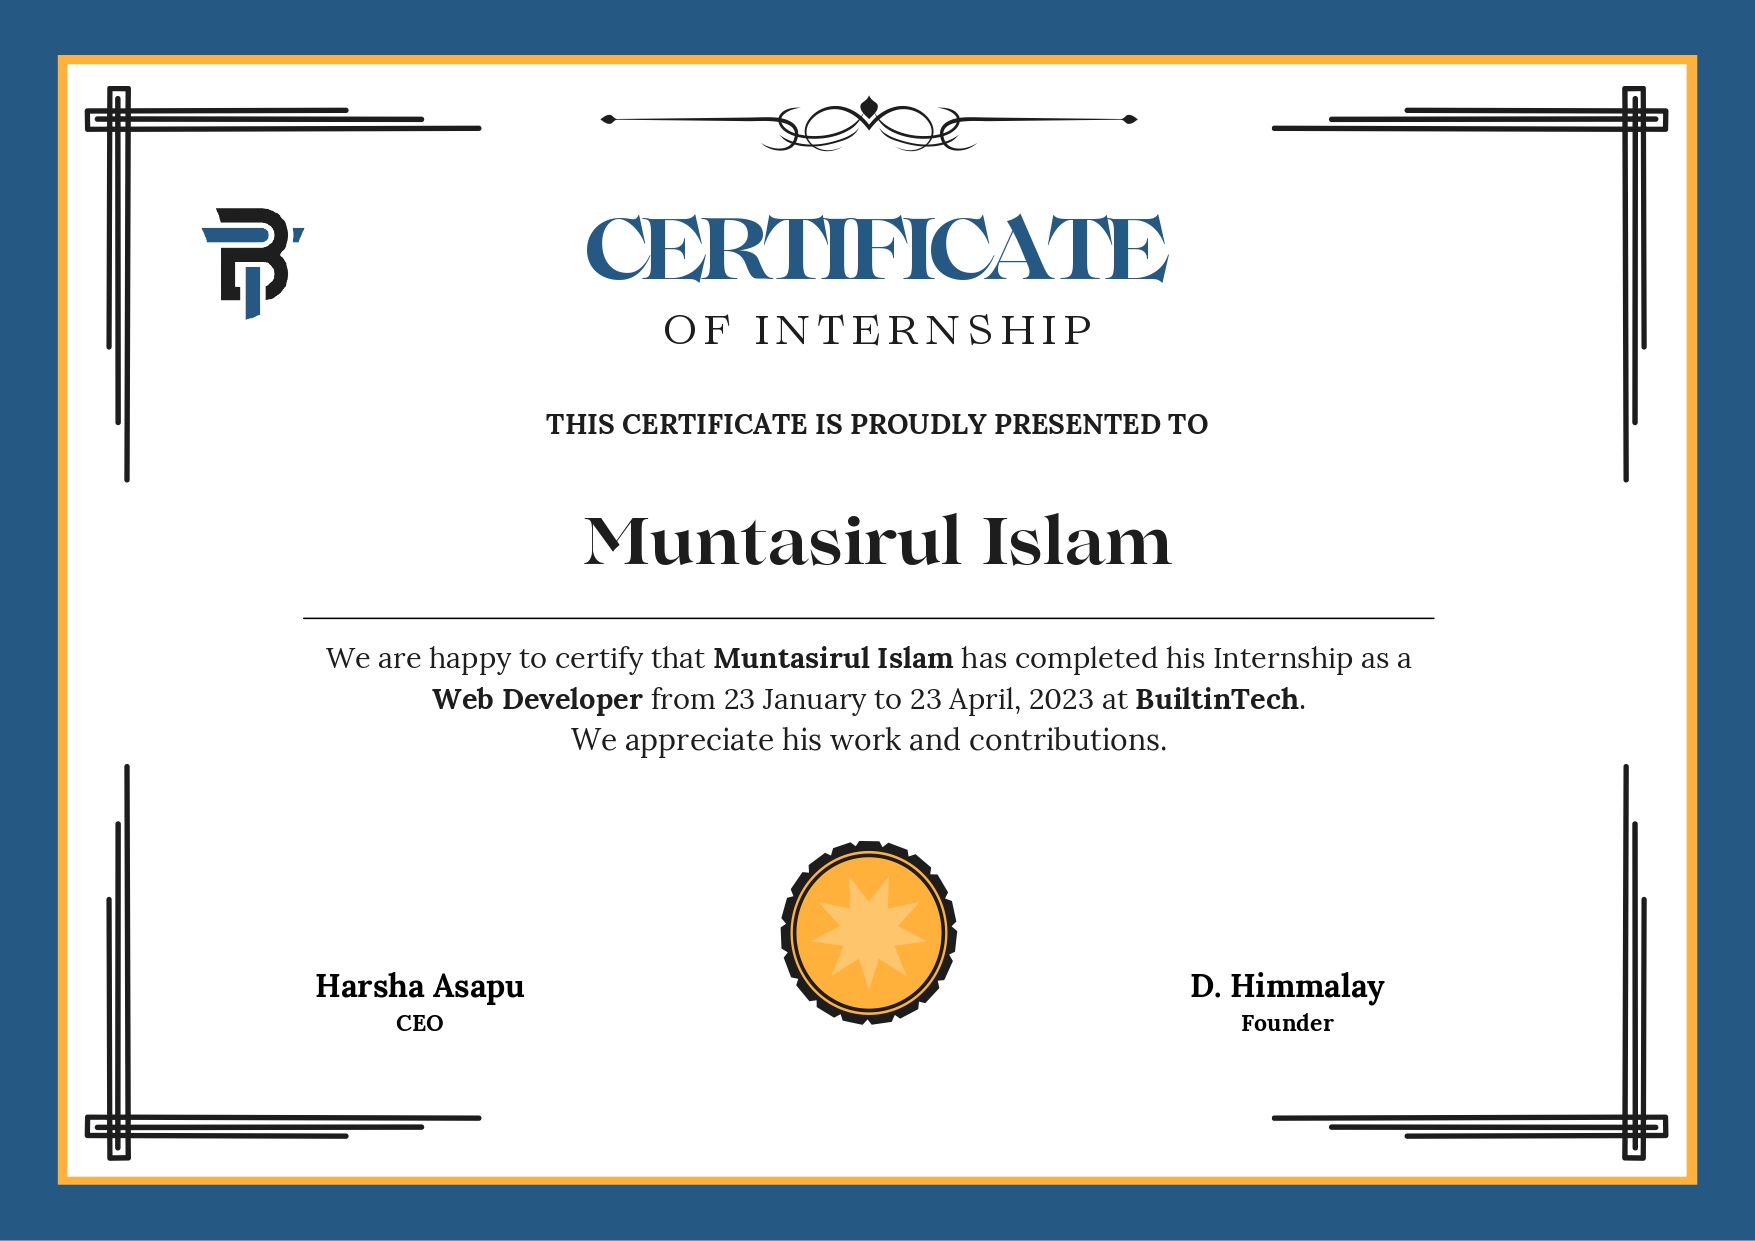 CERTIFICATE
OF INTERNSHIP
THIS CERTIFICATE IS PROUDLY PRESENTED TO
Muntasirul Islam
We are happy to certify that Muntasirul Islam has completed his Internship as a
Web Developer from 23 January to 23 April, 2023 at BuiltinTech.
We appreciate his work and contributions.
Harsha Asapu
CEO
D. Himmalay
Founder